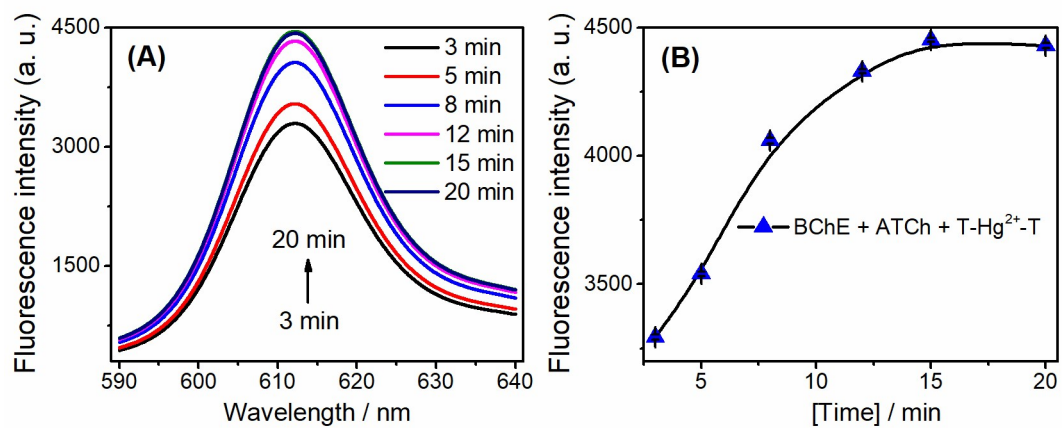 (A)
Fluorescence intensity (a. u.)
4500
3000
1500
3 min
5 min
8 min
12 min
15 min
20 min
20 min
3 min
590
600
610
620
630
640
Wavelength / nm
(B)
Fluorescence intensity (a. u.)
4500
4000
3500
BChE + ATCh + T-Hg²⁺-T
5
10
15
20
[Time] / min